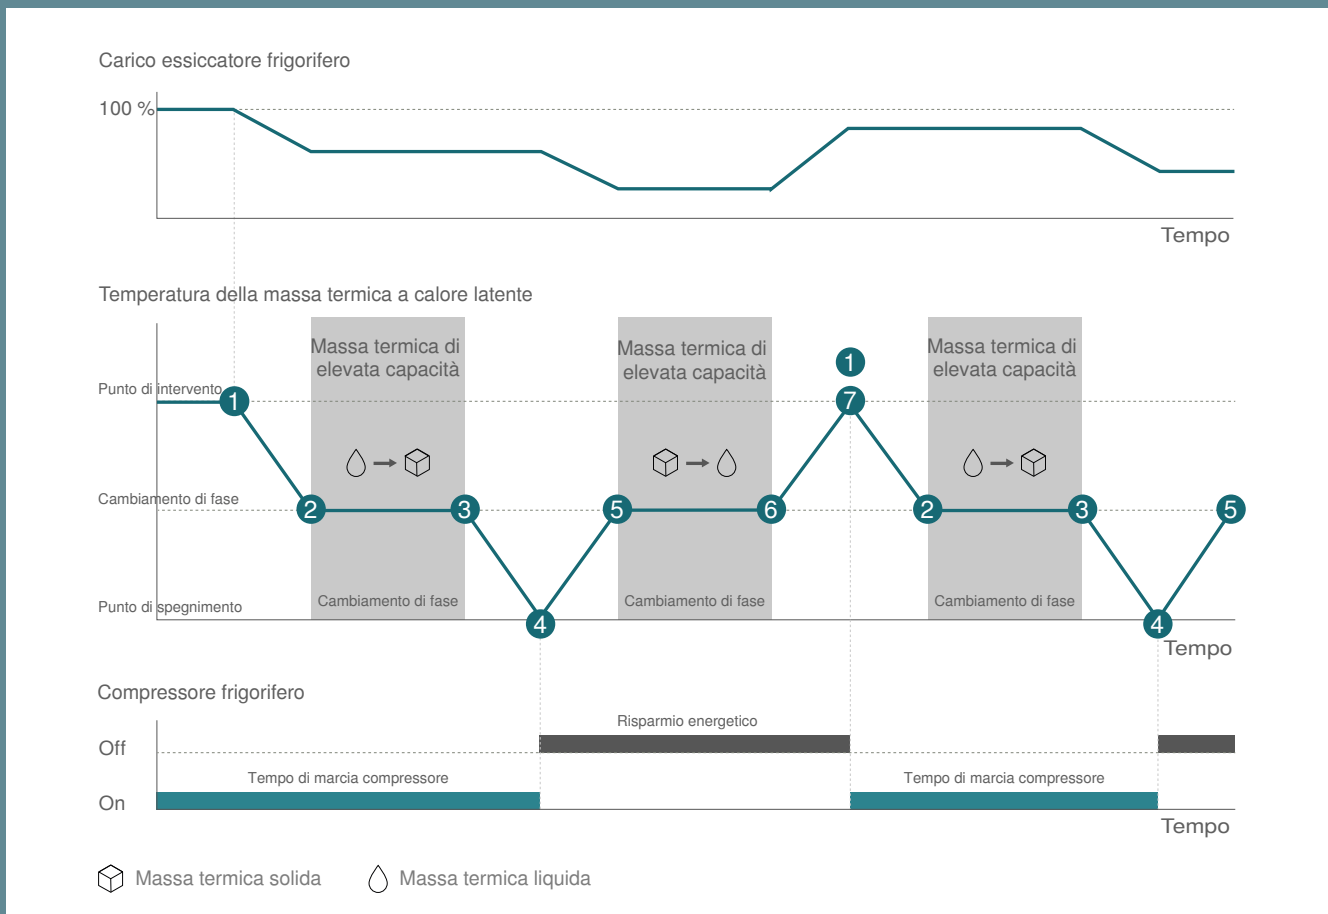 Carico essiccatore frigorifero
100 %
Tempo
Temperatura della massa termica a calore latente
Massa termica di
elevata capacità
Massa termica di
elevata capacità
Massa termica di
elevata capacità
Punto di intervento
1
1
7
Cambiamento di fase
2
3
5
6
2
3
5
Punto di spegnimento
Cambiamento di fase
Cambiamento di fase
Cambiamento di fase
4
4
Tempo
Compressore frigorifero
Risparmio energetico
Off
Tempo di marcia compressore
Tempo di marcia compressore
On
Tempo
Massa termica solida
Massa termica liquida